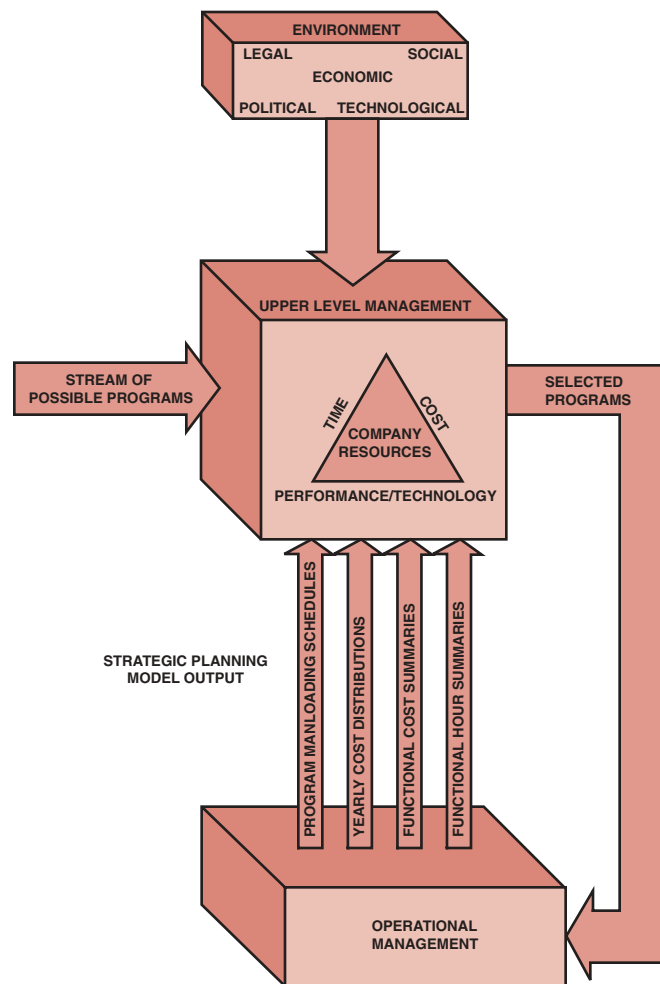 ENVIRONMENT
LEGAL SOCIAL
ECONOMIC
POLITICAL TECHNOLOGICAL
UPPER LEVEL MANAGEMENT
STREAM OF
POSSIBLE PROGRAMS
TIME
COST
COMPANY
RESOURCES
PERFORMANCE/TECHNOLOGY
SELECTED
PROGRAMS
STRATEGIC PLANNING
MODEL OUTPUT
PROGRAM MANLOADING SCHEDULES
YEARLY COST DISTRIBUTIONS
FUNCTIONAL COST SUMMARIES
FUNCTIONAL HOUR SUMMARIES
OPERATIONAL
MANAGEMENT